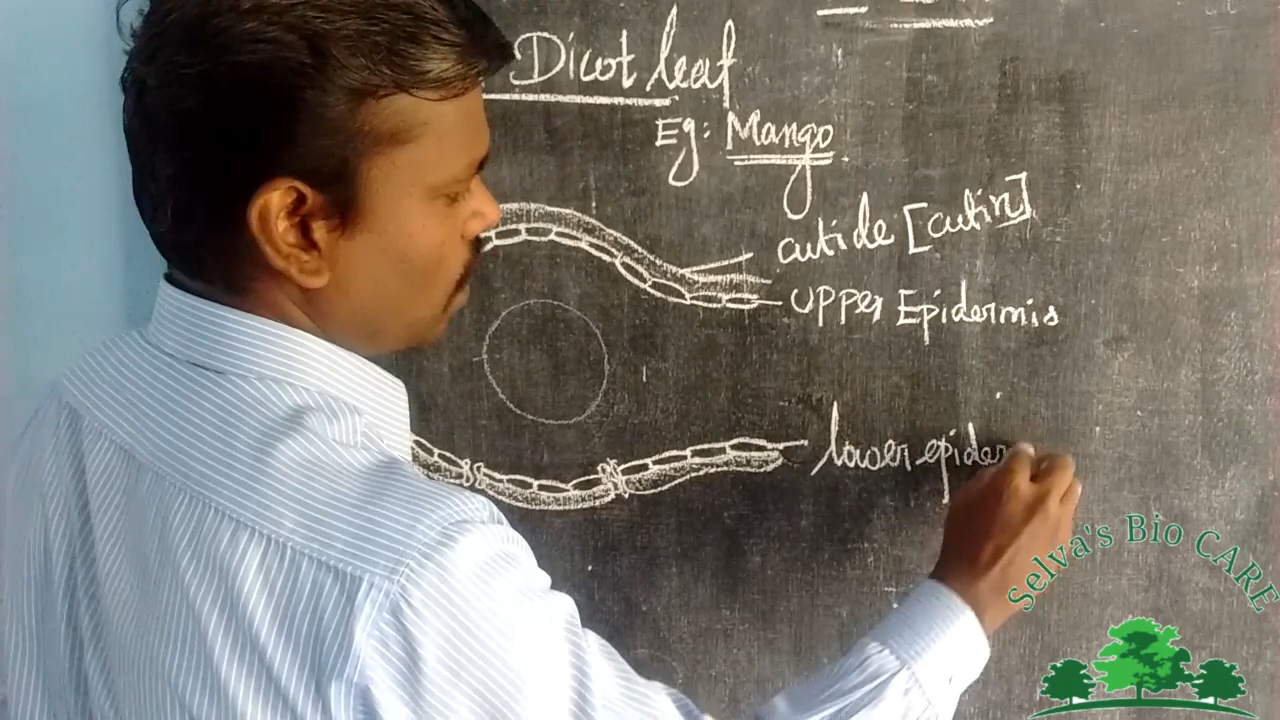 Dicot leaf
Eg: Mango.
cuticle [cutin]
UPPER Epidermis
lower epider
Selva's Bio CARE